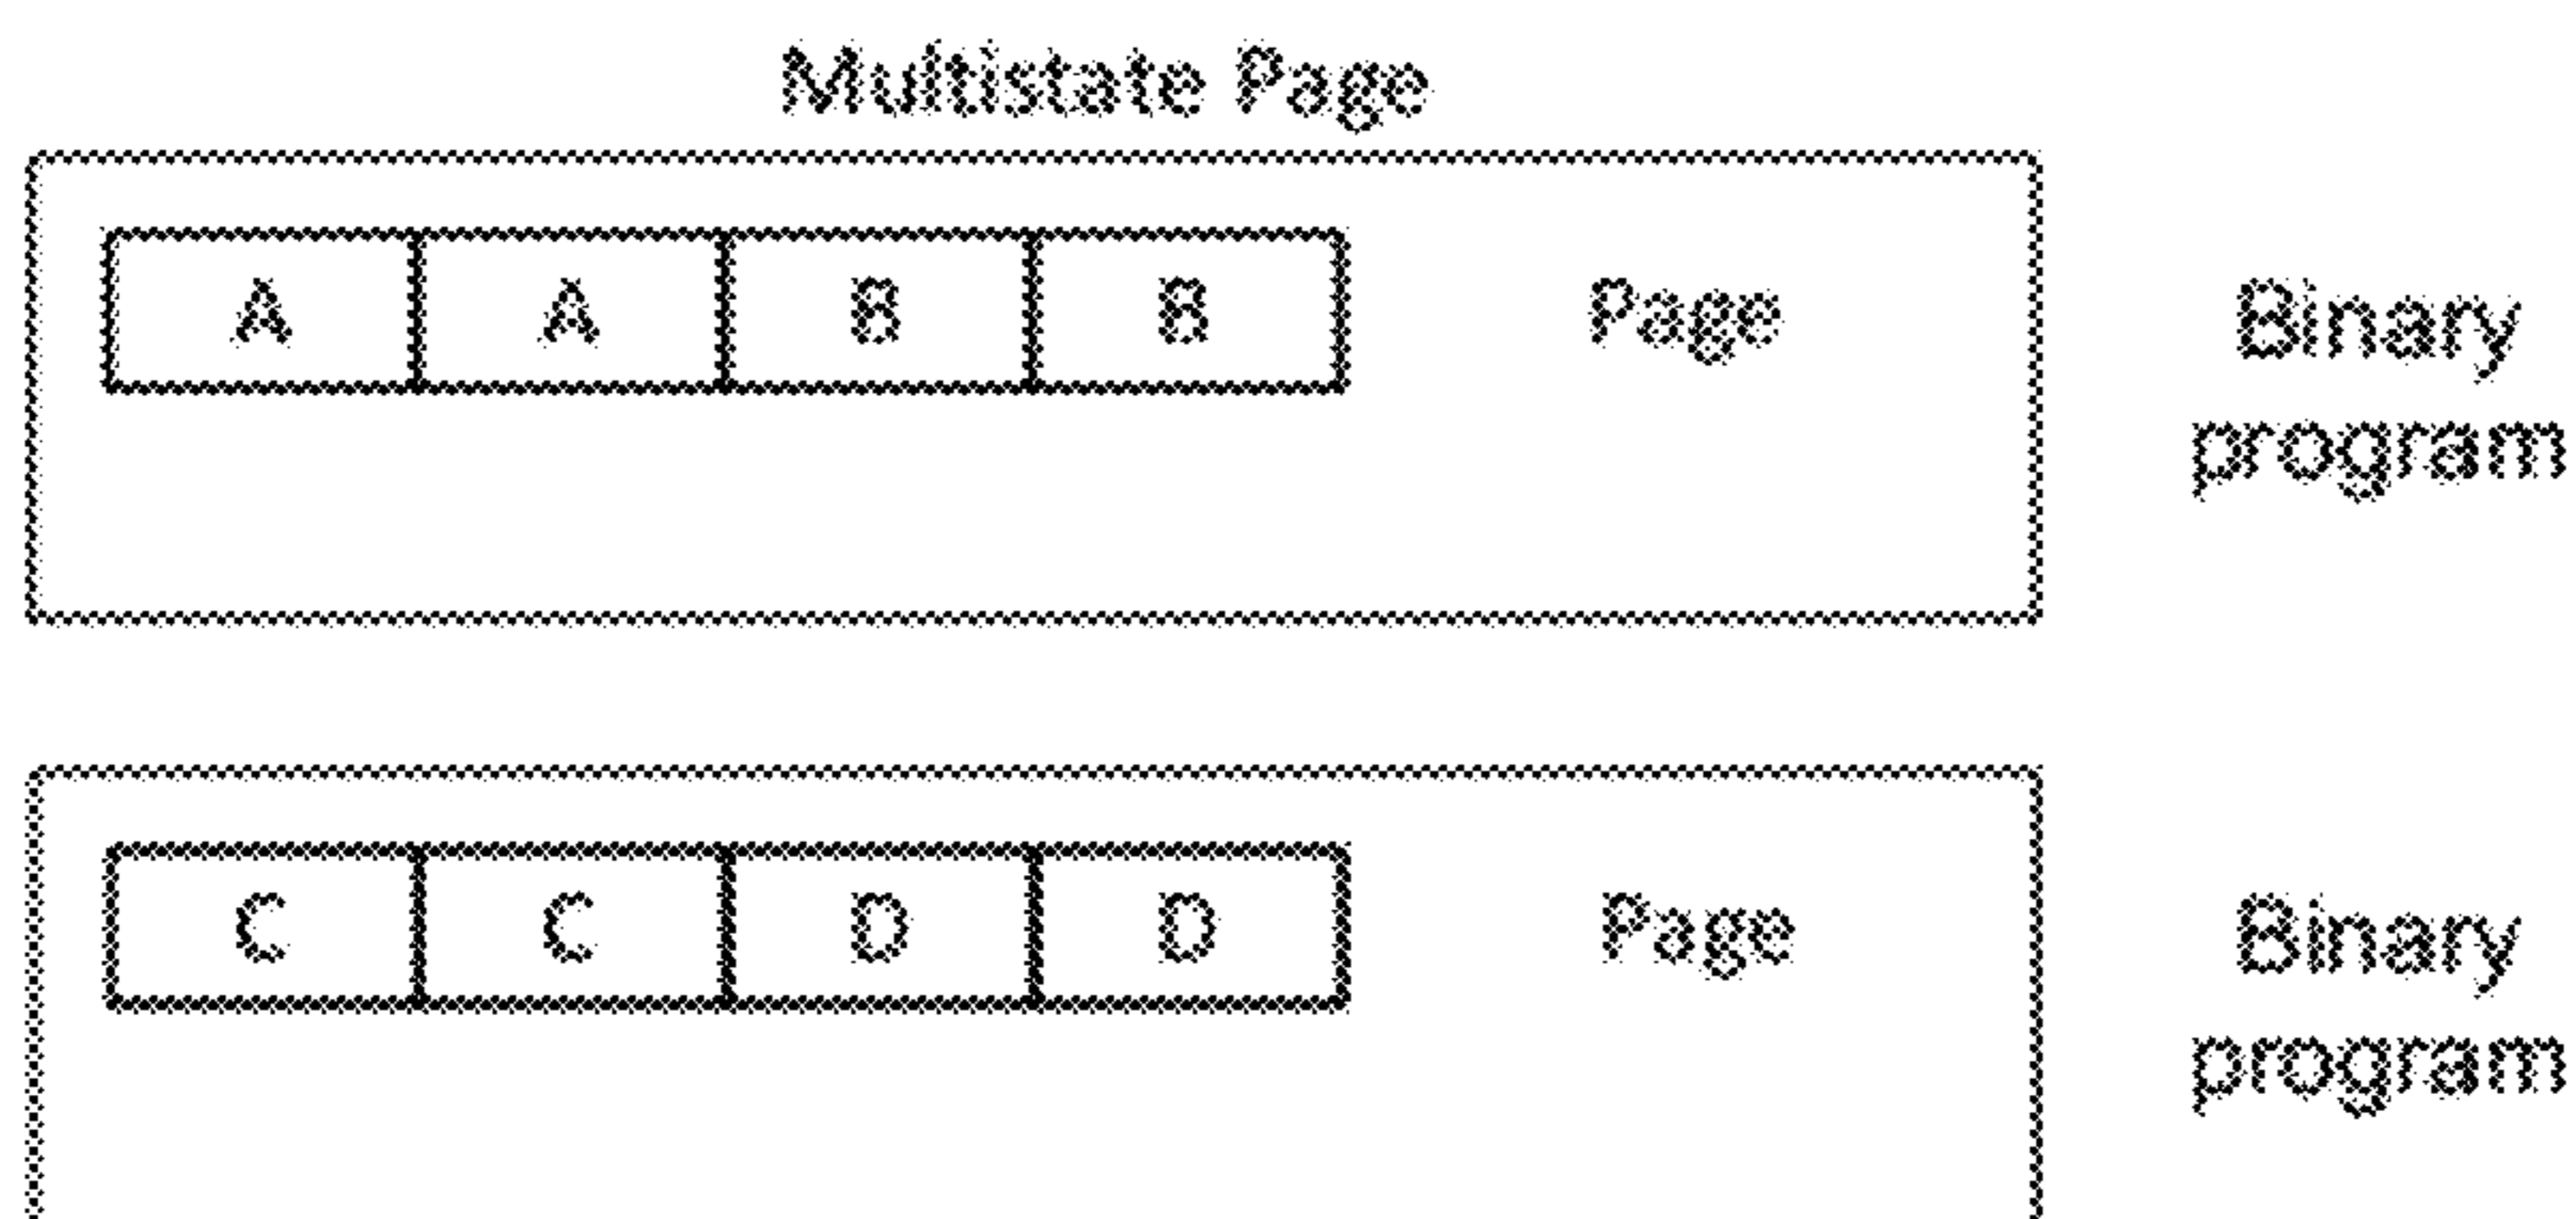 Multistate Page
A A B B Page
Binary
program
C C D D Page
Binary
program